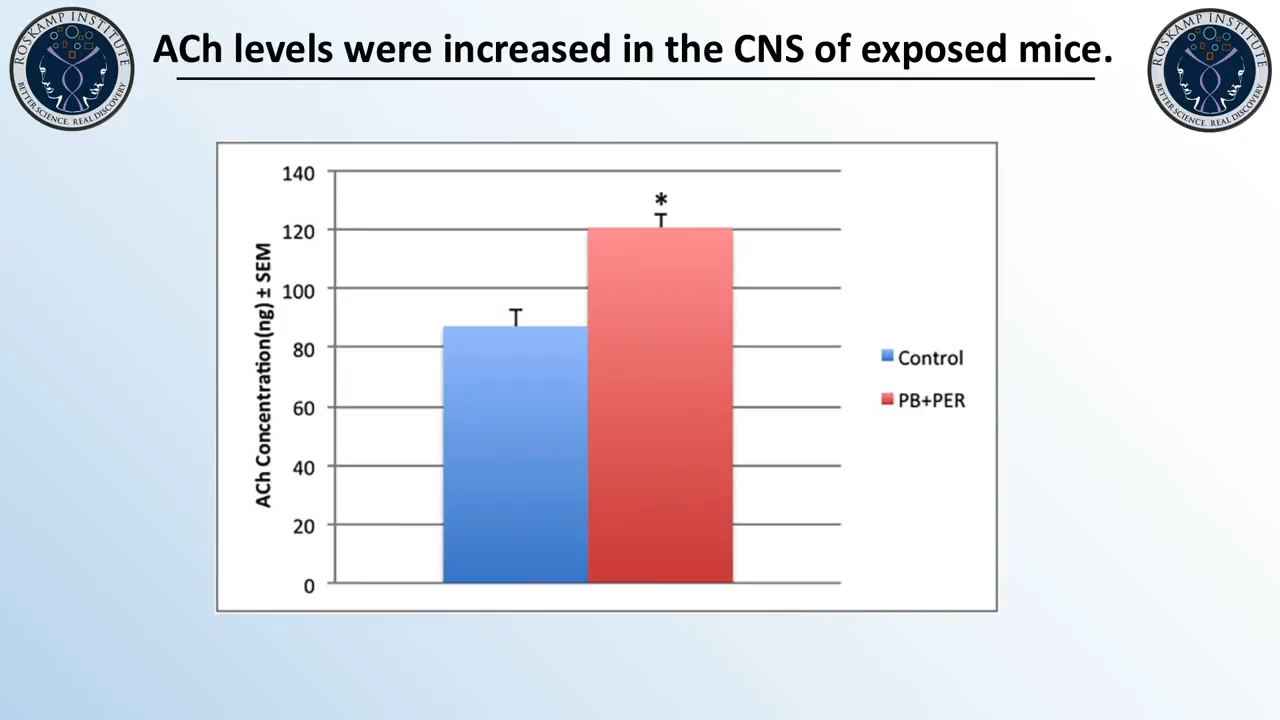 ACh levels were increased in the CNS of exposed mice.
ROSKAMP INSTITUTE
BETTER SCIENCE. REAL DISCOVERY
ROSKAMP INSTITUTE
BETTER SCIENCE. REAL DISCOVERY
ACh Concentration(ng) ± SEM
140
120
100
80
60
40
20
0
*
Control
PB+PER